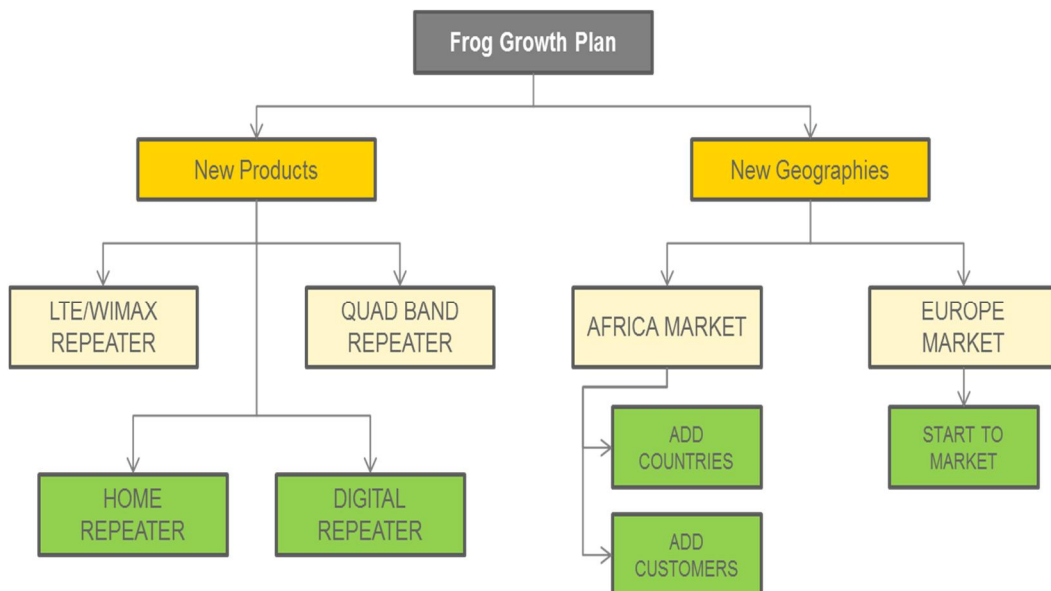 Frog Growth Plan
New Products
New Geographies
LTE/WIMAX
REPEATER
QUAD BAND
REPEATER
AFRICA MARKET
EUROPE
MARKET
ADD
COUNTRIES
START TO
MARKET
HOME
REPEATER
DIGITAL
REPEATER
ADD
CUSTOMERS